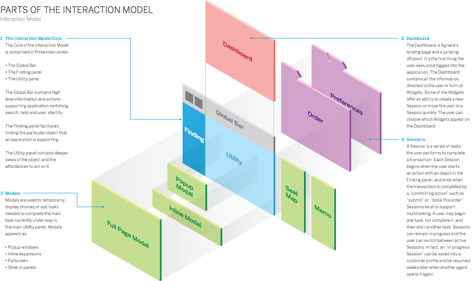 PARTS OF THE INTERACTION MODEL
Interaction Model
1 The Interaction Model Core
The Core of the Interaction Model
is comprised of three main panes:
• The Global Bar
• The Finding panel
• The Utility panel
The Global Bar contains high
level information and actions
supporting application switching,
search, help and user identity.
The Finding panel facilitates
finding the particular object that
an application is supporting.
The Utility panel contains deeper
views of the object and the
affordances to act on it.
3 Modals
Modals are used to temporarily
display choices or sub tasks
needed to complete the main
task currently under way in
the main utility panel. Modals
appear as:
• Popup windows
• Inline expansions
• Full screen
• Slide in panels
Dashboard
Global Bar
Finding
Utility
Popup
Modal
Inline Modal
Full Page Modal
Preferences
Order
Seat
Map
Memo
2 Dashboard
The Dashboard is Agiliare's
landing page and a jumping
off point. It's the first thing the
user sees once logged into the
application. The Dashboard
contains all the information
directed to the user in form of
Widgets. Some of the Widgets
offer an ability to create a new
Session or move the user to a
Session quickly. The user can
choose which Widgets appear on
the Dashboard.
4 Sessions
A Session is a series of tasks
the user performs to complete
a transaction. Each Session
begins when the user starts
an action with an object in the
Finding panel, and ends when
the transaction is completed by
a "committing action" such as
"submit" or "book this order".
Sessions exist to support
multitasking. A user may begin
one task, not complete it, and
then start another task. Sessions
can remain in progress and the
user can switch between active
Sessions. In fact, an "in progress
Session" can be saved into a
customer profile and be resumed
weeks later when another agent
opens it again.